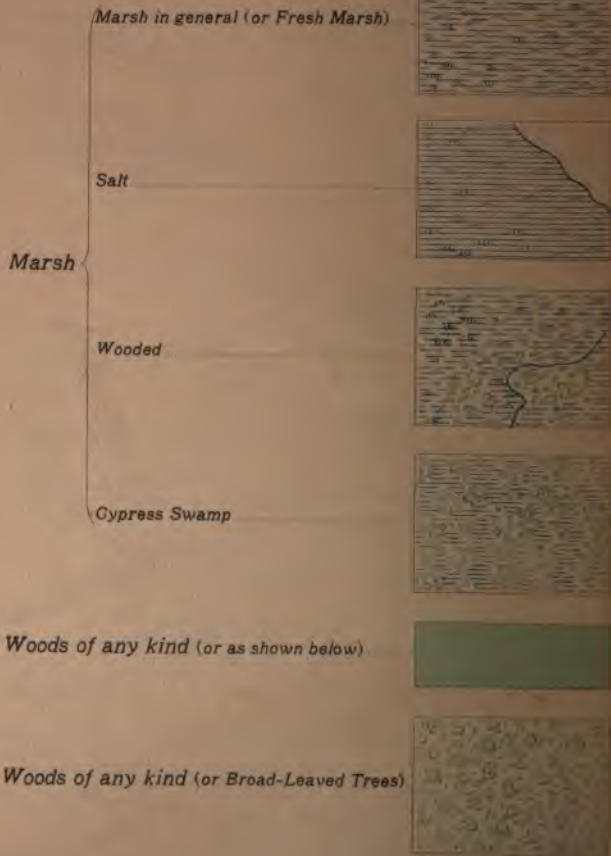 Marsh in general (or Fresh Marsh)
Salt
Marsh
Wooded
Cypress Swamp
Woods of any kind (or as shown below)
Woods of any kind (or Broad-Leaved Trees)